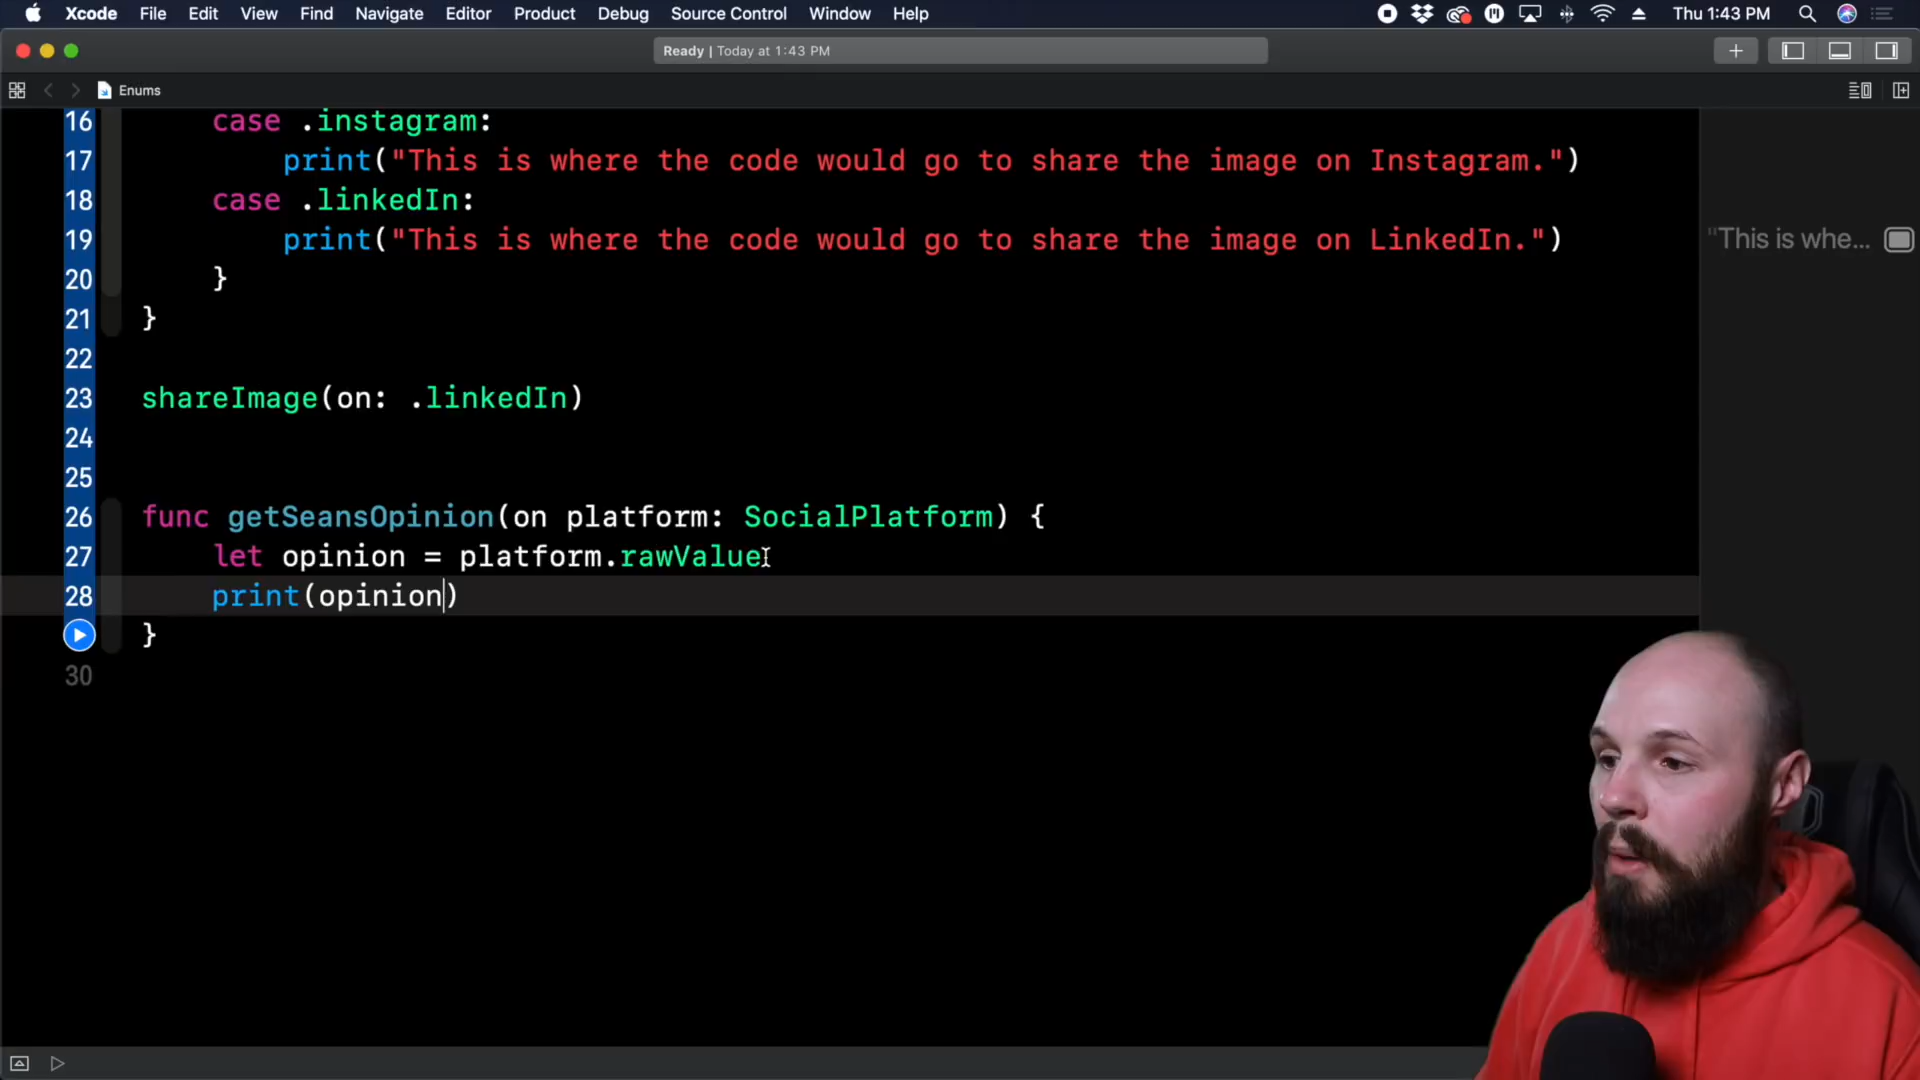 Xcode File Edit View Find Navigate Editor Product Debug Source Control Window Help Thu 1:43 PM
Ready | Today at 1:43 PM
Enums
16 case .instagram:
17 print("This is where the code would go to share the image on Instagram.")
18 case .linkedIn:
19 print("This is where the code would go to share the image on LinkedIn.")
"This is whe...
20 }
21 }
22
23 shareImage(on: .linkedIn)
24
25
26 func getSeansOpinion(on platform: SocialPlatform) {
27 let opinion = platform.rawValue
28 print(opinion)
}
30